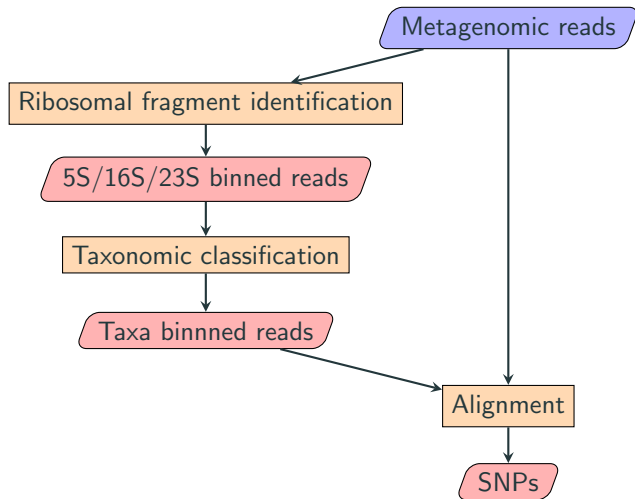 Metagenomic reads
Ribosomal fragment identification
5S/16S/23S binned reads
Taxonomic classification
Taxa binnned reads
Alignment
SNPs